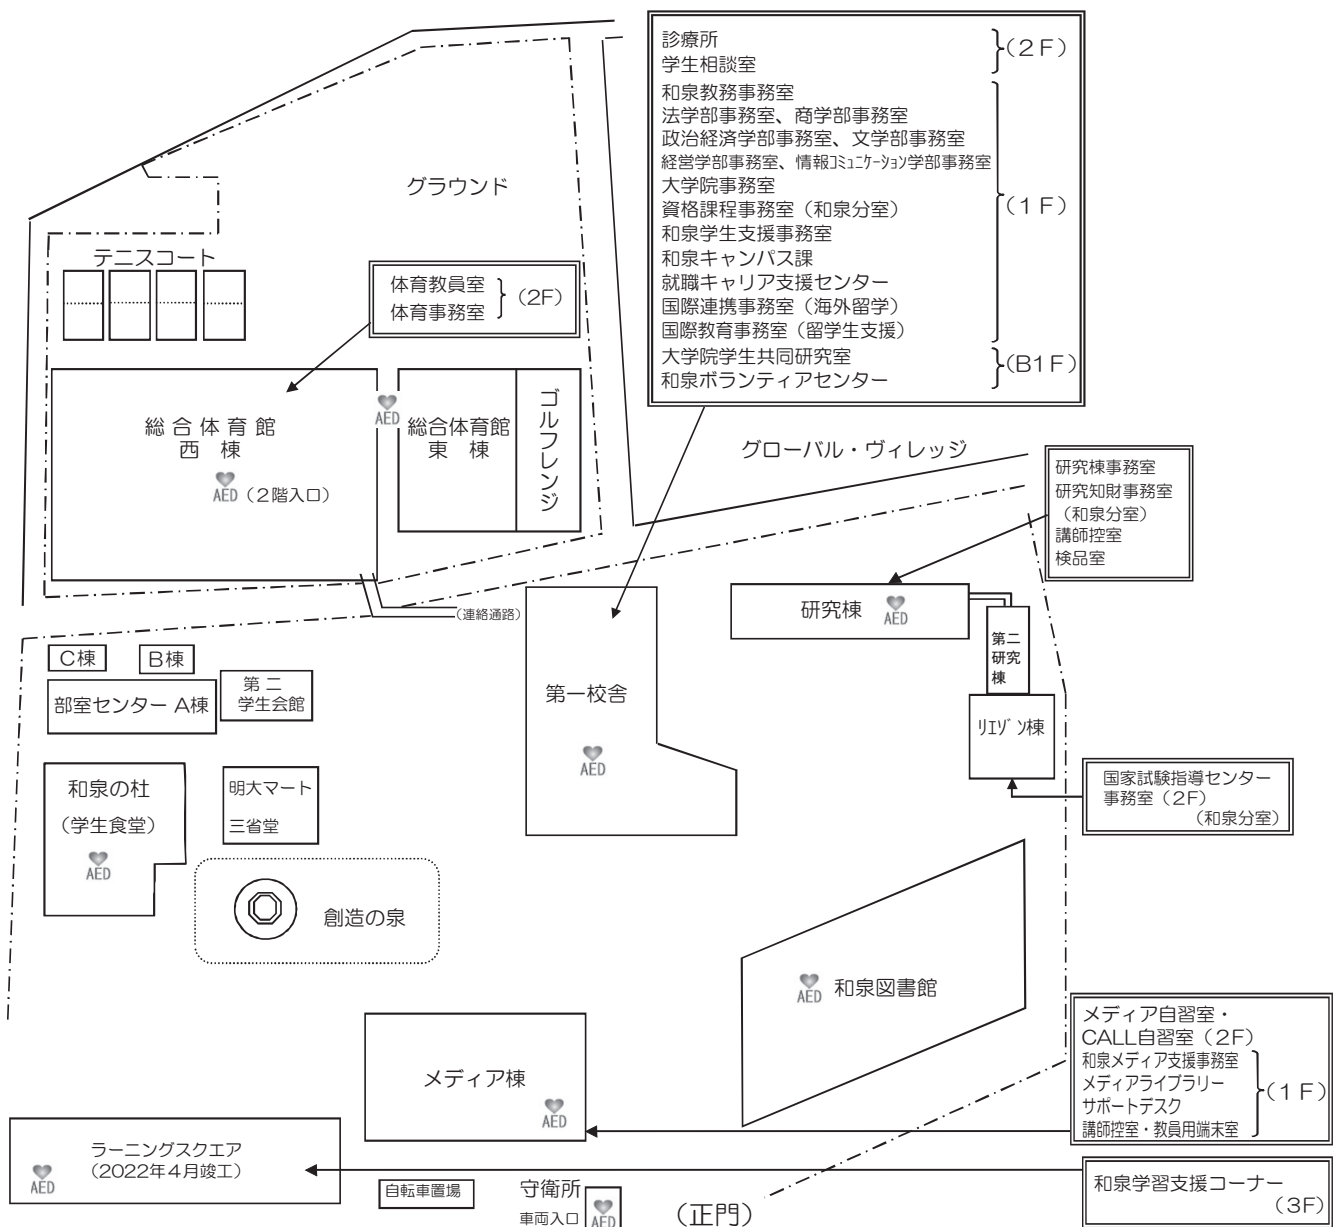 診療所
学生相談室
(2F)
和泉教務事務室
法学部事務室、商学部事務室
政治経済学部事務室、文学部事務室
経営学部事務室、情報ｺﾐｭﾆｹｰｼｮﾝ学部事務室
大学院事務室
資格課程事務室（和泉分室）
和泉学生支援事務室
和泉キャンパス課
就職キャリア支援センター
国際連携事務室（海外留学）
国際教育事務室（留学生支援）
(1F)
大学院学生共同研究室
和泉ボランティアセンター
(B1F)
グラウンド
テニスコート
体育教員室
体育事務室
(2F)
総合体育館
西棟
AED（2階入口）
AED
総合体育館
東棟
ゴルフレンジ
グローバル・ヴィレッジ
研究棟事務室
研究知財事務室
（和泉分室）
講師控室
検品室
（連絡通路）
研究棟
AED
第二
研究
棟
リエゾン棟
C棟
B棟
部室センター A棟
第二
学生会館
第一校舎
AED
国家試験指導センター
事務室（2F）
（和泉分室）
和泉の杜
（学生食堂）
AED
明大マート
三省堂
創造の泉
AED
和泉図書館
メディア自習室・
CALL自習室（2F）
和泉メディア支援事務室
メディアライブラリー
サポートデスク
講師控室・教員用端末室
(1F)
メディア棟
AED
ラーニングスクエア
（2022年4月竣工）
AED
和泉学習支援コーナー
（3F）
自転車置場
守衛所
車両入口
AED
（正門）